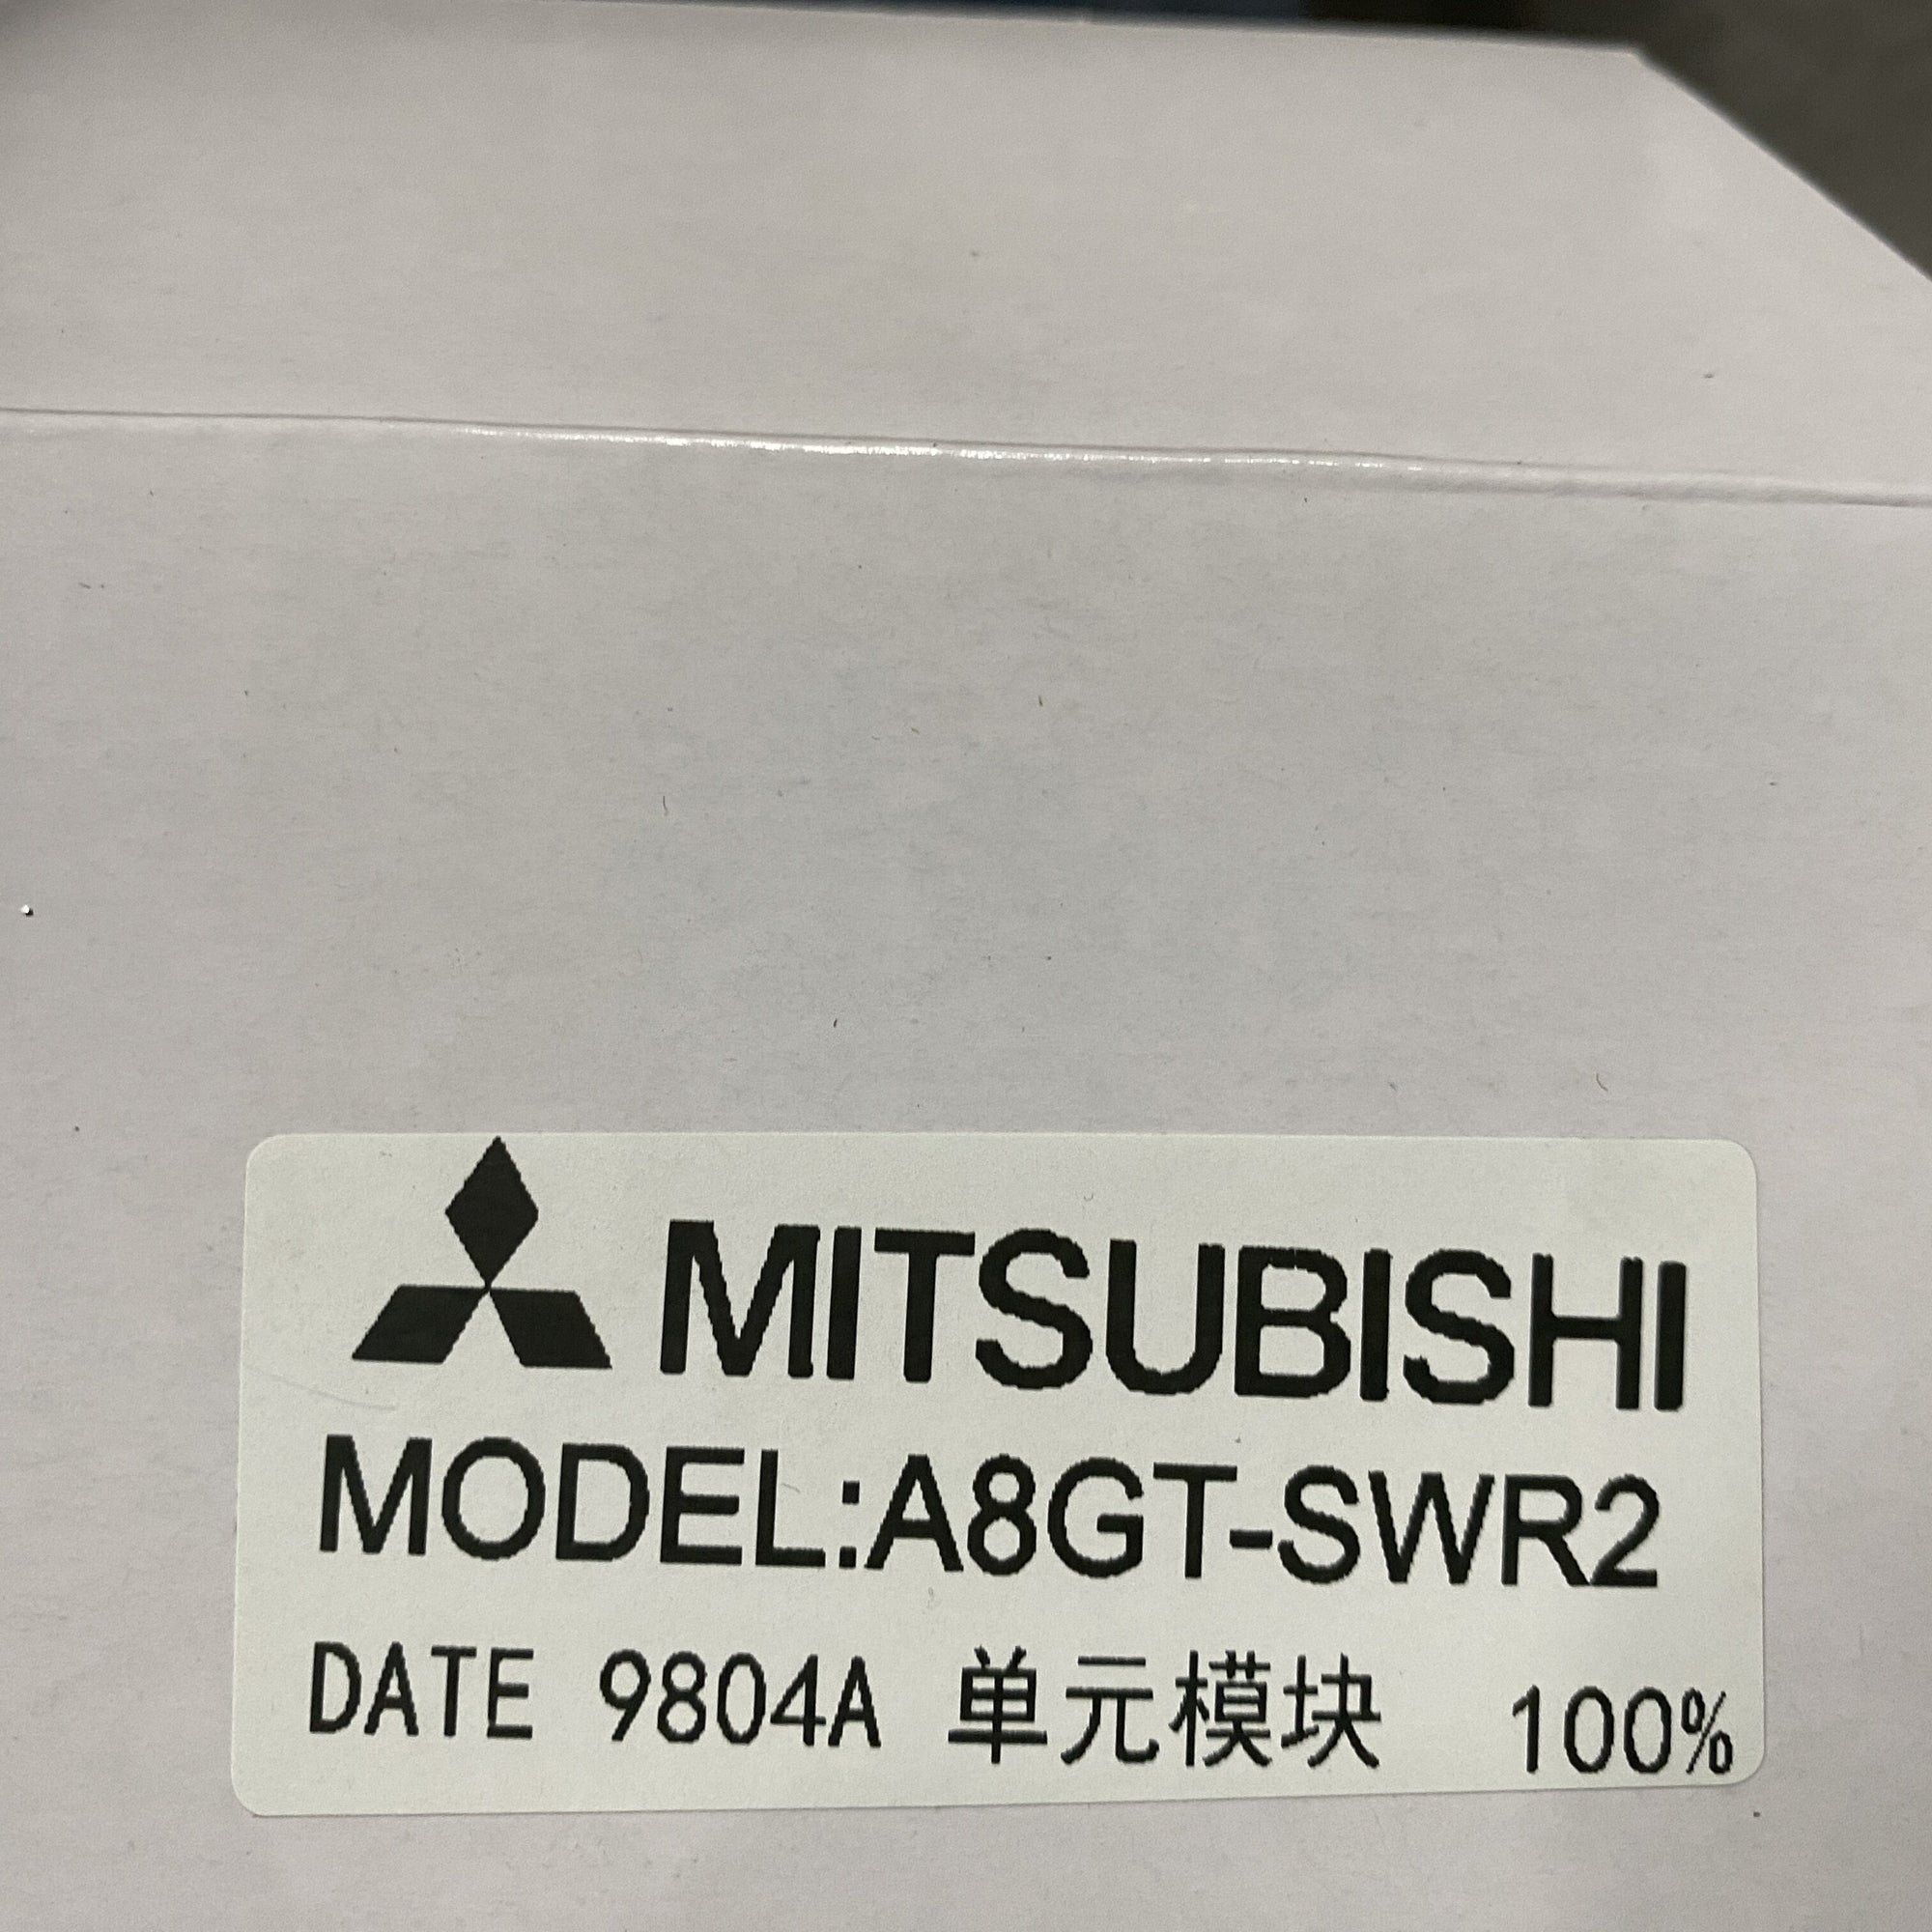 MITSUBISHI
MODEL:A8GT-SWR2
DATE 9804A 单元模块 100%